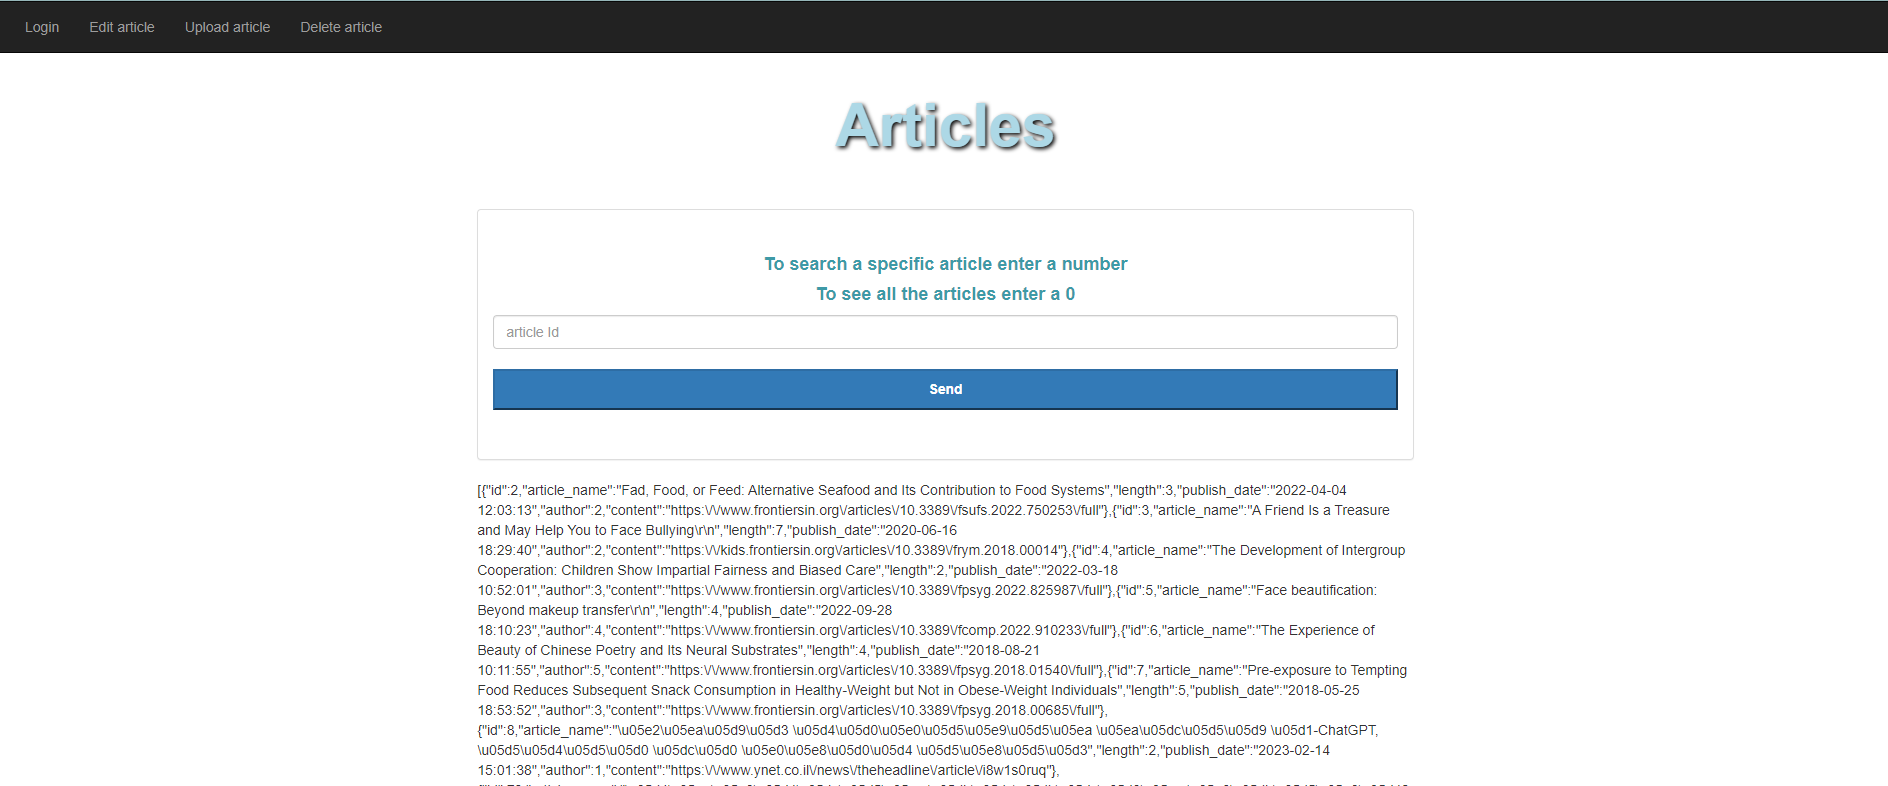 Login Edit article Upload article Delete article
Articles
To search a specific article enter a number
To see all the articles enter a 0
article Id
Send
[{"id":2,"article_name":"Fad, Food, or Feed: Alternative Seafood and Its Contribution to Food Systems","length":3,"publish_date":"2022-04-04
12:03:13","author":2,"content":"https:\/\/www.frontiersin.org\/articles\/10.3389\/fsufs.2022.750253\/full"},{"id":3,"article_name":"A Friend Is a Treasure
and May Help You to Face Bullying\r\n","length":7,"publish_date":"2020-06-16
18:29:40","author":2,"content":"https:\/\/kids.frontiersin.org\/articles\/10.3389\/frym.2018.00014"},{"id":4,"article_name":"The Development of Intergroup
Cooperation: Children Show Impartial Fairness and Biased Care","length":2,"publish_date":"2022-03-18
10:52:01","author":3,"content":"https:\/\/www.frontiersin.org\/articles\/10.3389\/fpsyg.2022.825987\/full"},{"id":5,"article_name":"Face beautification:
Beyond makeup transfer\r\n","length":4,"publish_date":"2022-09-28
18:10:23","author":4,"content":"https:\/\/www.frontiersin.org\/articles\/10.3389\/fcomp.2022.910233\/full"},{"id":6,"article_name":"The Experience of
Beauty of Chinese Poetry and Its Neural Substrates","length":4,"publish_date":"2018-08-21
10:11:55","author":5,"content":"https:\/\/www.frontiersin.org\/articles\/10.3389\/fpsyg.2018.01540\/full"},{"id":7,"article_name":"Pre-exposure to Tempting
Food Reduces Subsequent Snack Consumption in Healthy-Weight but Not in Obese-Weight Individuals","length":5,"publish_date":"2018-05-25
18:53:52","author":3,"content":"https:\/\/www.frontiersin.org\/articles\/10.3389\/fpsyg.2018.00685\/full"},
{"id":8,"article_name":"\u05e2\u05ea\u05d9\u05d3 \u05d4\u05d0\u05e0\u05d5\u05e9\u05d5\u05ea \u05ea\u05dc\u05d5\u05d9 \u05d1-ChatGPT,
\u05d5\u05d4\u05d5\u05d0 \u05dc\u05d0 \u05e0\u05e8\u05d0\u05d4 \u05d5\u05e8\u05d5\u05d3","length":2,"publish_date":"2023-02-14
15:01:38","author":1,"content":"https:\/\/www.ynet.co.il\/news\/theheadline\/article\/i8w1s0ruq"},